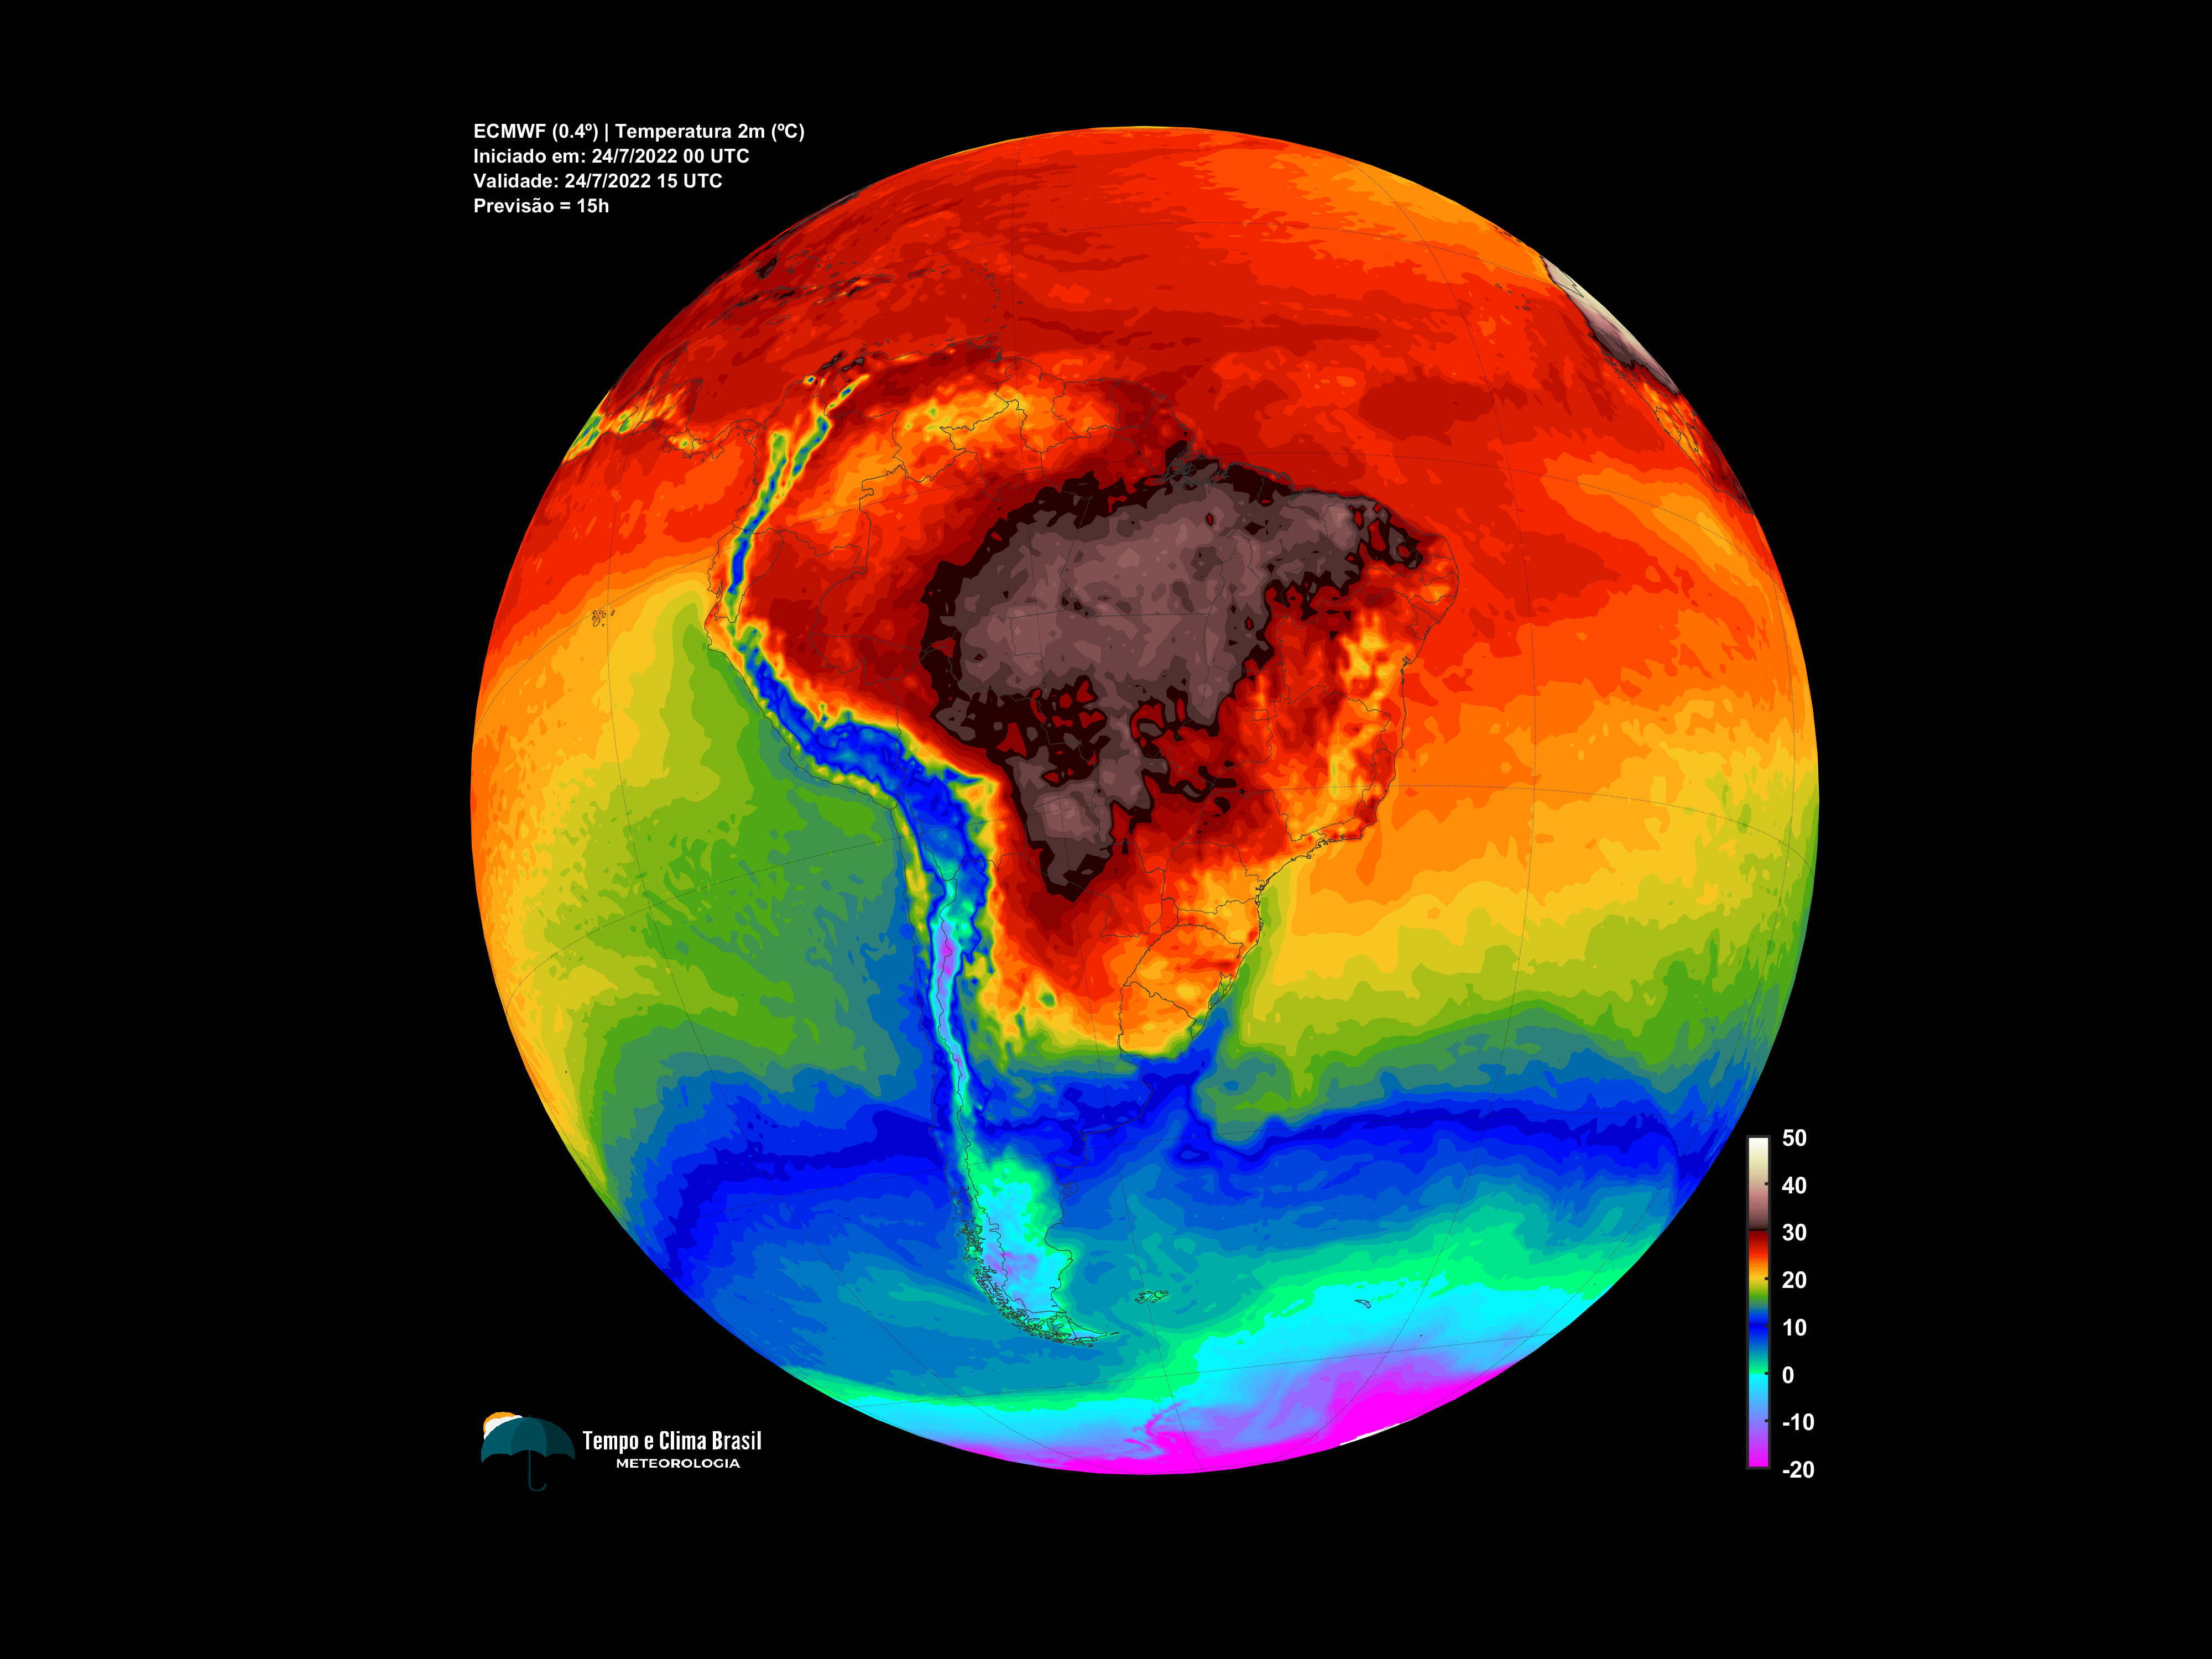 ECMWF (0.4º) | Temperatura 2m (ºC)
Iniciado em: 24/7/2022 00 UTC
Validade: 24/7/2022 15 UTC
Previsão = 15h
50
40
30
20
10
0
-10
-20
Tempo e Clima Brasil
METEOROLOGIA